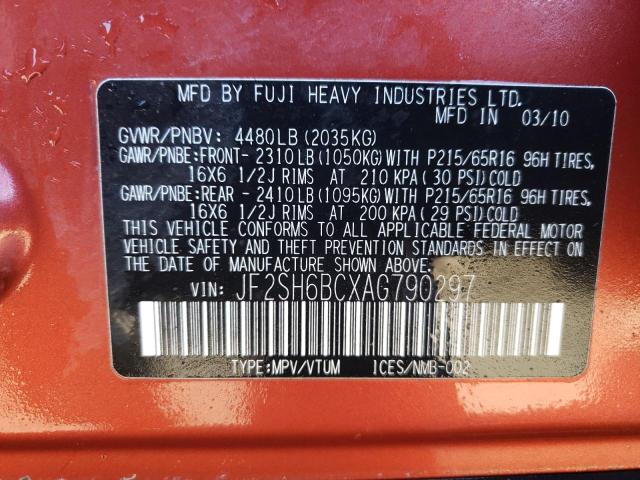 MFD BY FUJI HEAVY INDUSTRIES LTD.
MFD IN 03/10
GVWR/PNBV: 4480LB (2035KG)
GAWR/PNBE:FRONT- 2310LB(1050KG)WITH P215/65R16 96H TIRES,
16X6 1/2J RIMS AT 210 KPA( 30 PSI)COLD
GAWR/PNBE:REAR - 2410LB(1095KG)WITH P215/65R16 96H TIRES,
16X6 1/2J RIMS AT 200 KPA( 29 PSI)COLD
THIS VEHICLE CONFORMS TO ALL APPLICABLE FEDERAL MOTOR
VEHICLE SAFETY AND THEFT PREVENTION STANDARDS IN EFFECT ON
THE DATE OF MANUFACTURE SHOWN ABOVE.
VIN: JF2SH6BCXAG790297
TYPE:MPV/VTUM ICES/NMB-002